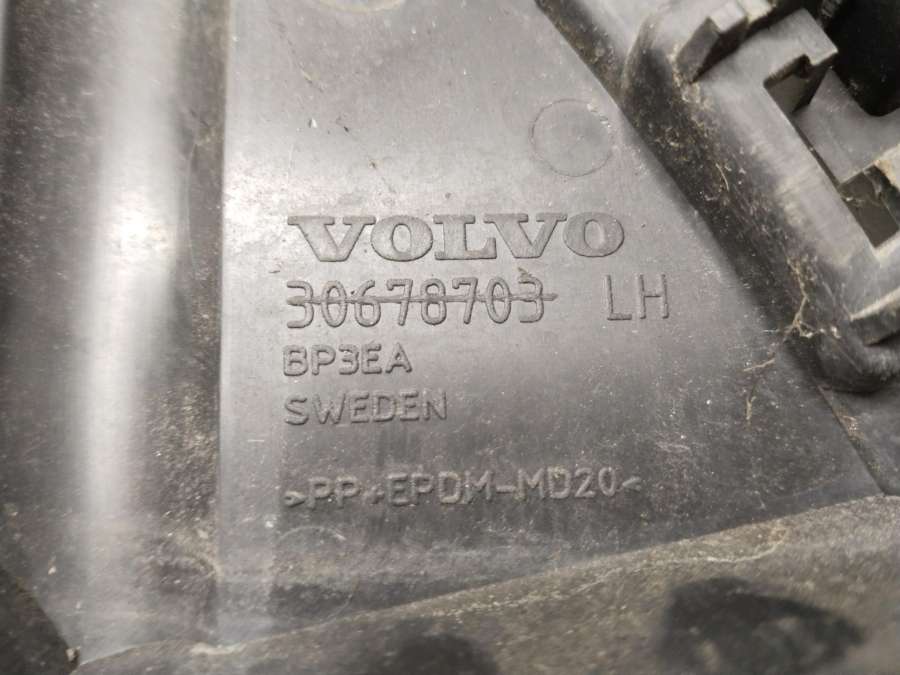 VOLVO
30678703 LH
BP3EA
SWEDEN
>PP+EPDM-MD20<